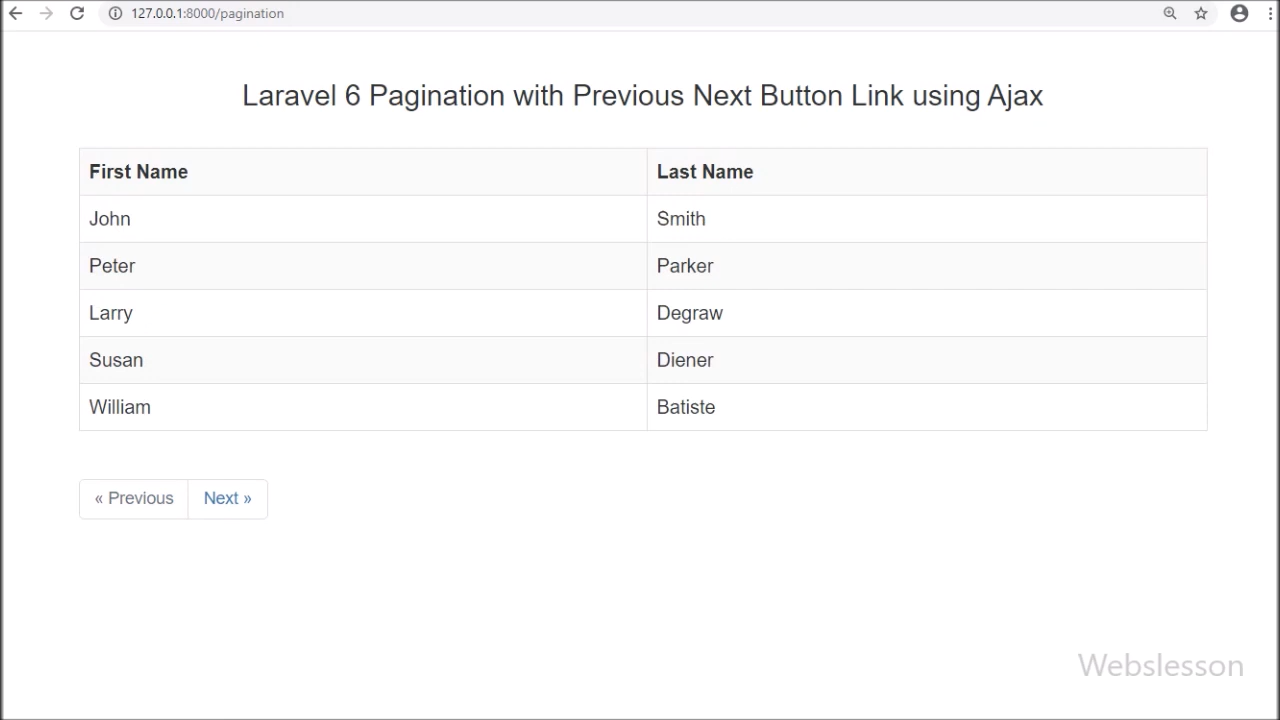 127.0.0.1:8000/pagination
Laravel 6 Pagination with Previous Next Button Link using Ajax
First Name Last Name
John Smith
Peter Parker
Larry Degraw
Susan Diener
William Batiste
« Previous Next »
Webslesson